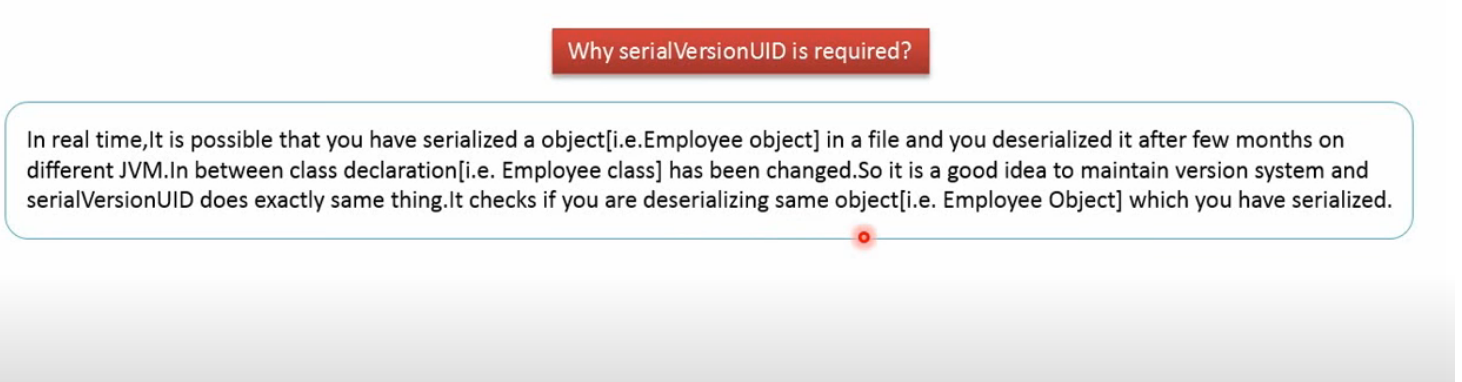 Why serialVersionUID is required?
In real time,It is possible that you have serialized a object[i.e.Employee object] in a file and you deserialized it after few months on
different JVM.In between class declaration[i.e. Employee class] has been changed.So it is a good idea to maintain version system and
serialVersionUID does exactly same thing.It checks if you are deserializing same object[i.e. Employee Object] which you have serialized.